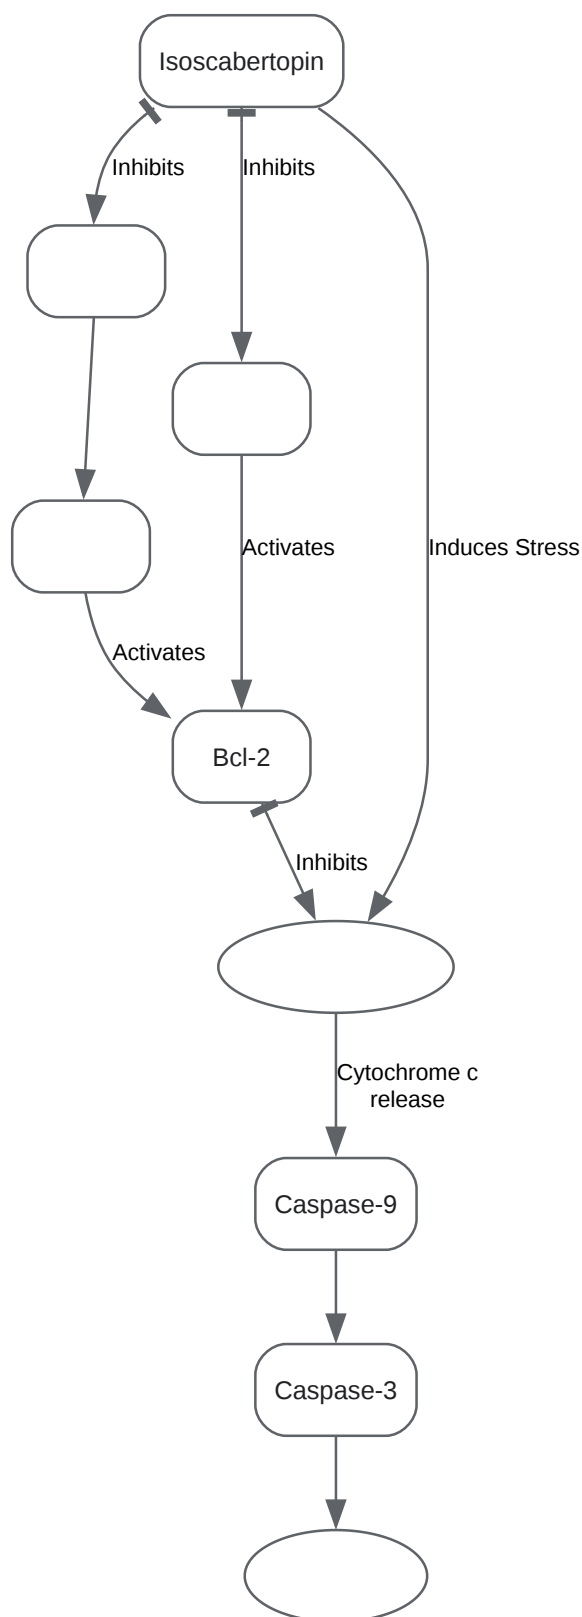 Isoscabertopin
Inhibits
Inhibits
Activates
Induces Stress
Activates
Bcl-2
Inhibits
Cytochrome c
release
Caspase-9
Caspase-3